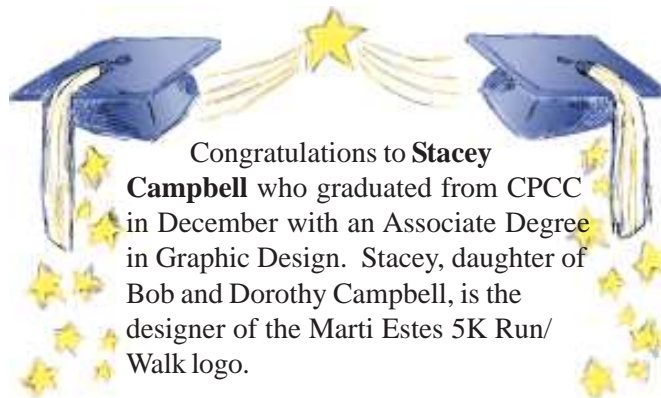 Congratulations to Stacey
Campbell who graduated from CPCC
in December with an Associate Degree
in Graphic Design.  Stacey, daughter of
Bob and Dorothy Campbell, is the
designer of the Marti Estes 5K Run/
Walk logo.